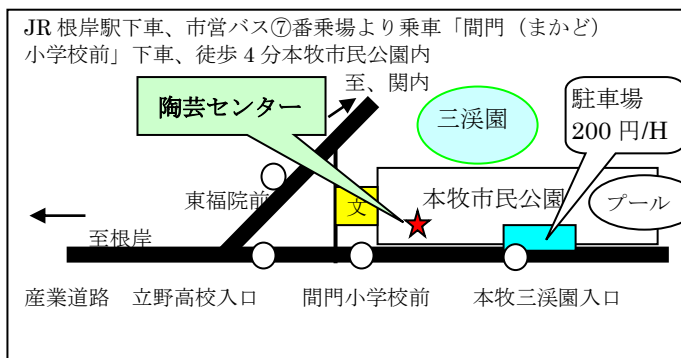 JR 根岸駅下車、市営バス⑦番乗場より乗車「間門（まかど）
小学校前」下車、徒歩 4 分本牧市民公園内
至、関内
陶芸センター
三渓園
駐車場
200 円/H
東福院前
文
本牧市民公園
プール
至根岸
産業道路 立野高校入口 間門小学校前 本牧三渓園入口